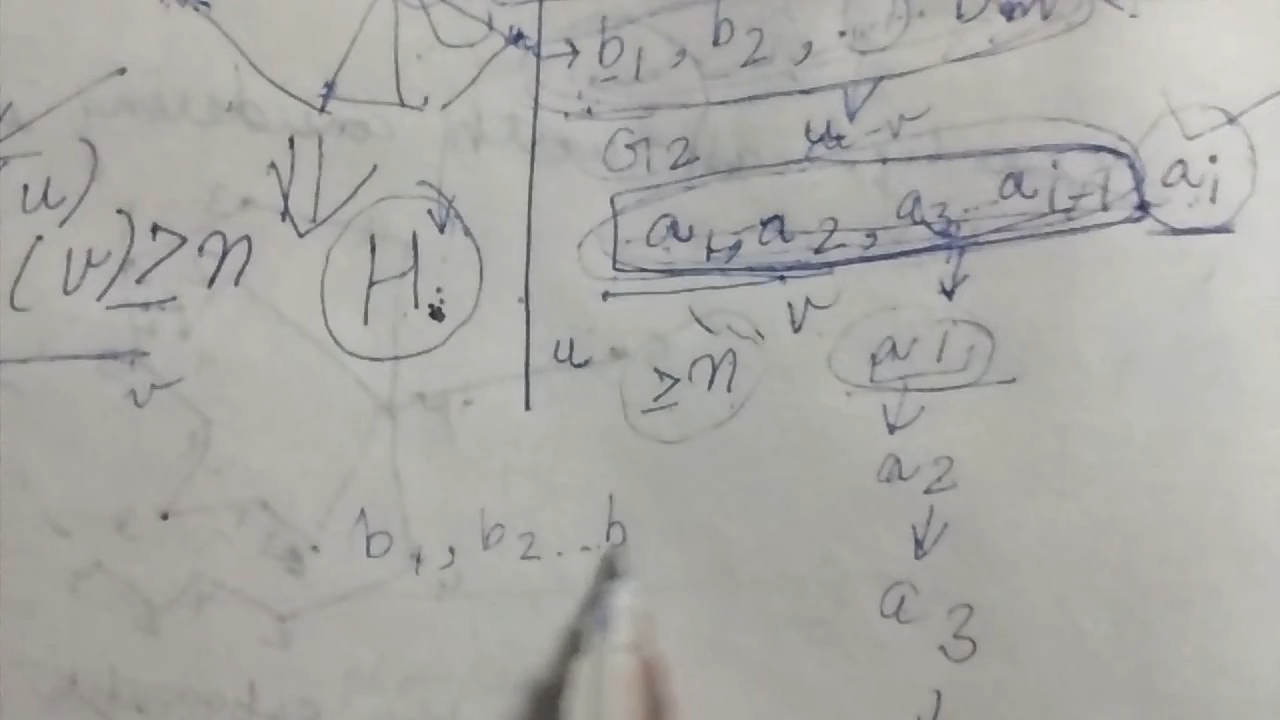 → b1, b2, ...
u - v
G2
a1, a2, a3 .. ai-1 ai
u)
(v) ≥ n
H
v
u
v
≥ n
a1,
a2
a3
b1, b2...b